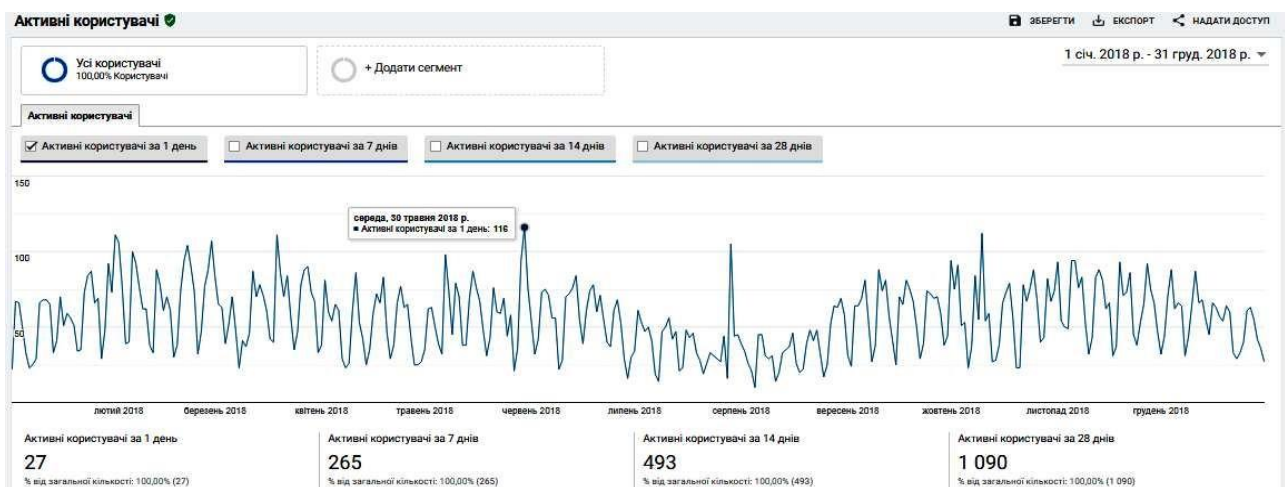 Активні користувачі
ЗБЕРЕГТИ ЕКСПОРТ НАДАТИ ДОСТУП
Усі користувачі
100,00% Користувачі
+ Додати сегмент
1 січ. 2018 р. - 31 груд. 2018 р.
Активні користувачі
Активні користувачі за 1 день Активні користувачі за 7 днів Активні користувачі за 14 днів Активні користувачі за 28 днів
150
середа, 30 травня 2018 р.
Активні користувачі за 1 день: 116
100
50
лютий 2018 березень 2018 квітень 2018 травень 2018 червень 2018 липень 2018 серпень 2018 вересень 2018 жовтень 2018 листопад 2018 грудень 2018
Активні користувачі за 1 день Активні користувачі за 7 днів Активні користувачі за 14 днів Активні користувачі за 28 днів
27 265 493 1 090
% від загальної кількості: 100,00% (27) % від загальної кількості: 100,00% (265) % від загальної кількості: 100,00% (493) % від загальної кількості: 100,00% (1 090)